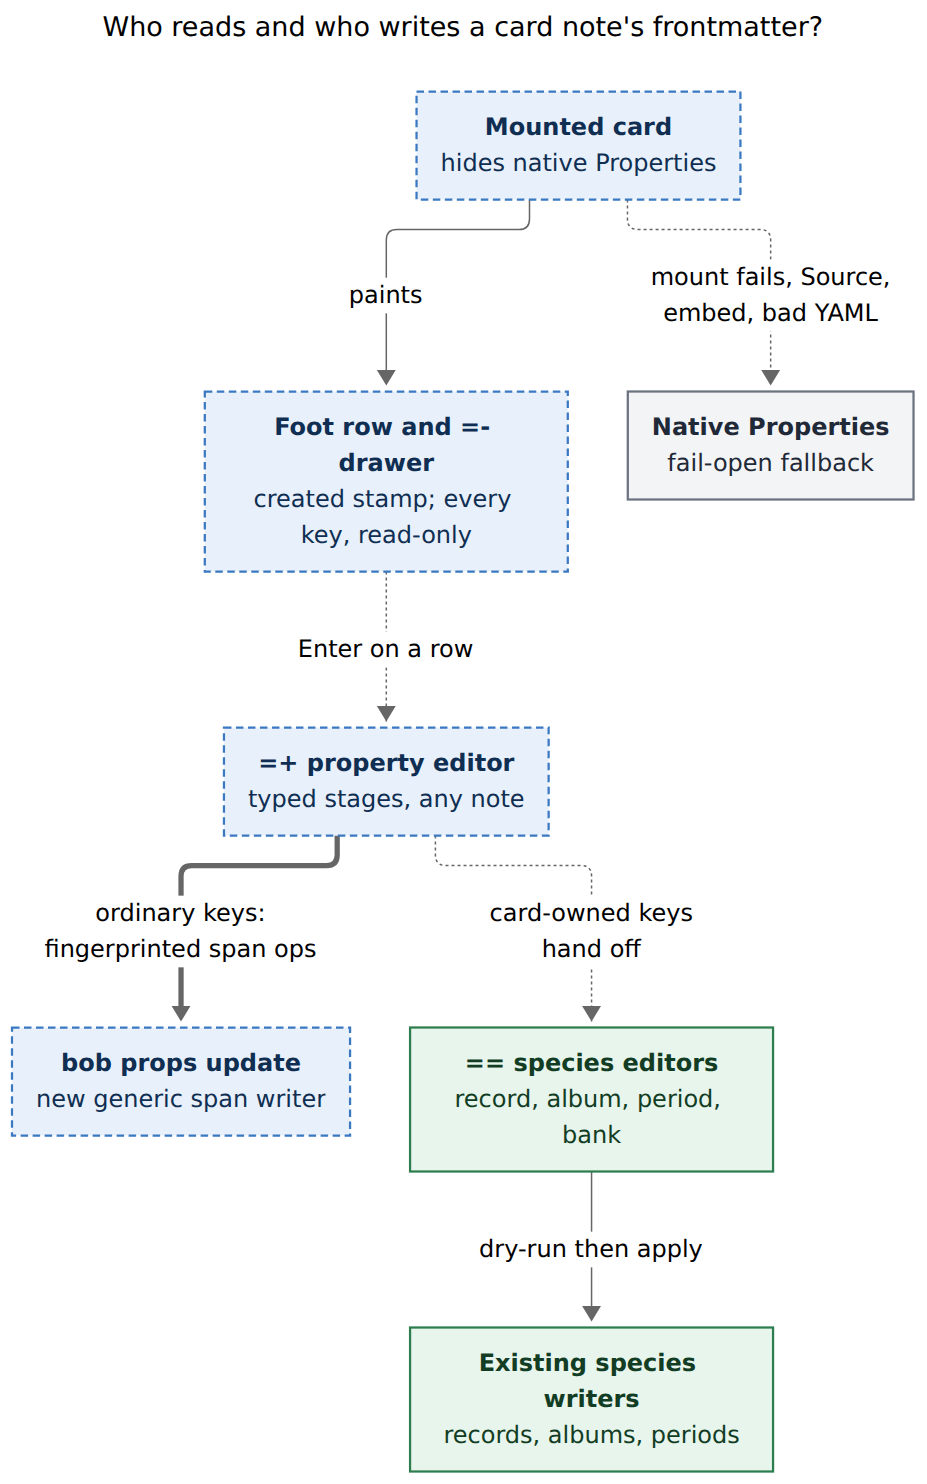 Who reads and who writes a card note's frontmatter?
Mounted card
hides native Properties
paints
mount fails, Source,
embed, bad YAML
Foot row and =-
drawer
created stamp; every
key, read-only
Native Properties
fail-open fallback
Enter on a row
=+ property editor
typed stages, any note
ordinary keys:
fingerprinted span ops
card-owned keys
hand off
bob props update
new generic span writer
== species editors
record, album, period,
bank
dry-run then apply
Existing species
writers
records, albums, periods